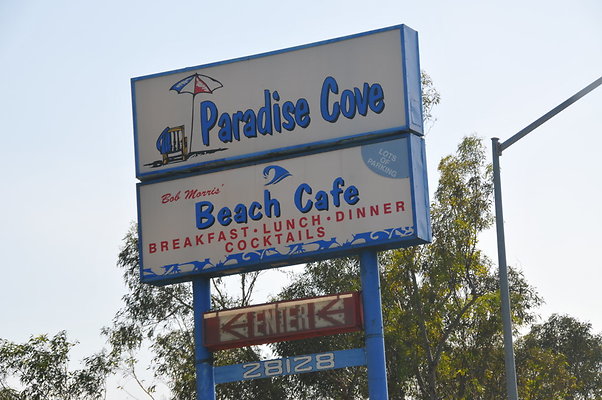 Paradise Cove
LOTS
OF
PARKING
Bob Morris'
Beach Cafe
BREAKFAST • LUNCH • DINNER
COCKTAILS
ENTER
28128